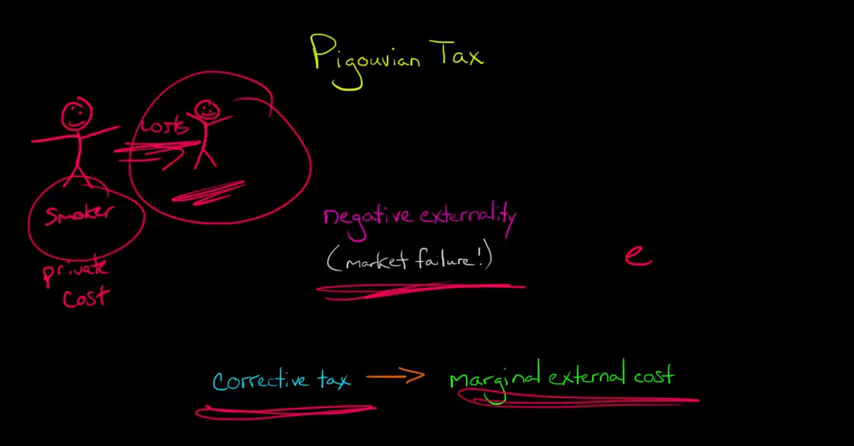 Pigouvian Tax
costs
smoker
private
cost
negative externality
(market failure!)
e
corrective tax → marginal external cost